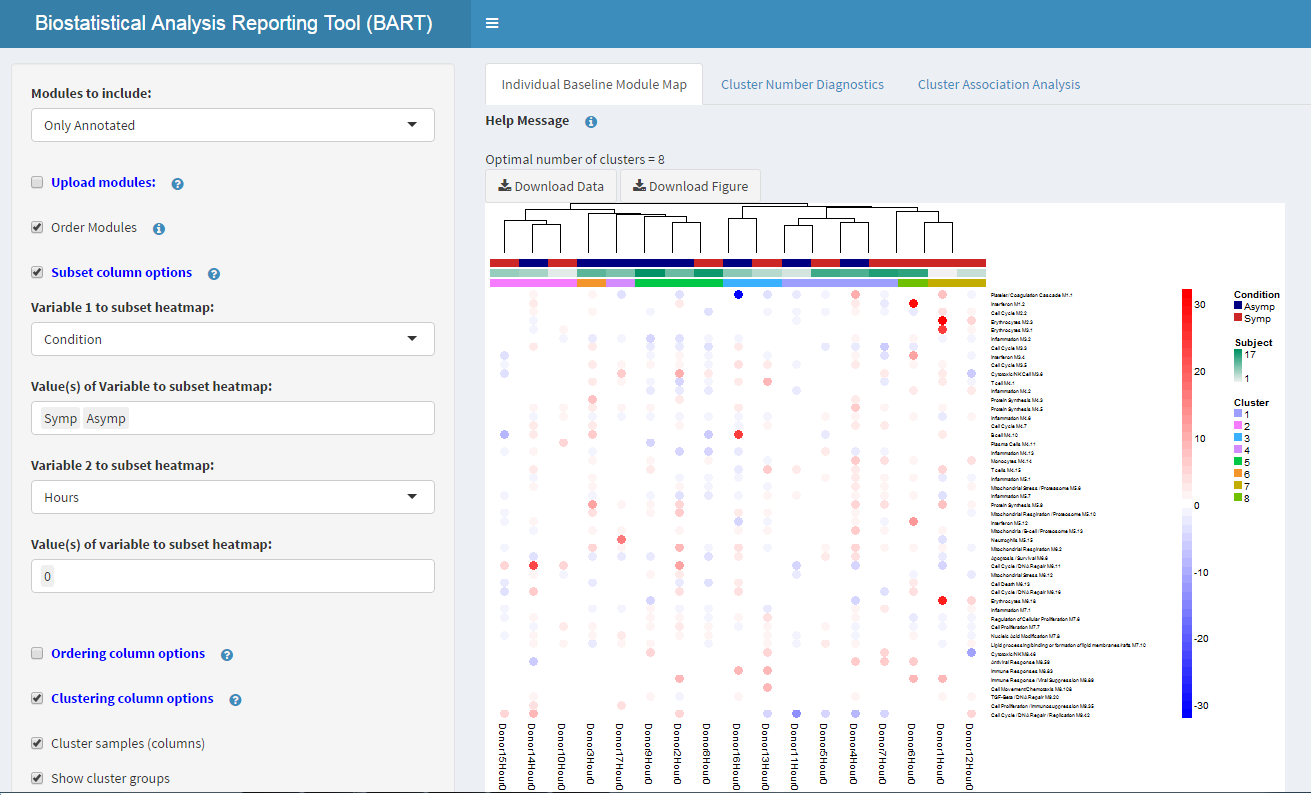 Biostatistical Analysis Reporting Tool (BART)
Modules to include:
Only Annotated
Upload modules:
Order Modules
Subset column options
Variable 1 to subset heatmap:
Condition
Value(s) of Variable to subset heatmap:
Symp Asymp
Variable 2 to subset heatmap:
Hours
Value(s) of variable to subset heatmap:
0
Ordering column options
Clustering column options
Cluster samples (columns)
Show cluster groups
Individual Baseline Module Map
Cluster Number Diagnostics
Cluster Association Analysis
Help Message
Optimal number of clusters = 8
Download Data
Download Figure
Platelet/Coagulation Cascade M1.1
Interferon M1.2
Cell Cycle M2.2
Erythrocytes M2.3
Erythrocytes M3.1
Inflammation M3.2
Cell Cycle M3.3
Interferon M3.4
Cell Cycle M3.5
Cytotoxic/NK Cell M3.6
T cell M4.1
Inflammation M4.2
Protein Synthesis M4.3
Protein Synthesis M4.5
Inflammation M4.6
Cell Cycle M4.7
B cell M4.10
Plasma Cells M4.11
Inflammation M4.13
Monocytes M4.14
T cells M4.15
Inflammation M5.1
Mitochondrial Stress / Proteasome M5.6
Inflammation M5.7
Protein Synthesis M5.9
Mitochondrial Respiration / Proteasome M5.10
Interferon M5.12
Mitochondria / B-cell / Proteasome M5.13
Neutrophils M5.15
Mitochondrial Respiration M6.2
Apoptosis / Survival M6.6
Cell Cycle / DNA Repair M6.11
Mitochondrial Stress M6.12
Cell Death M6.13
Cell Cycle / DNA Repair M6.16
Erythrocytes M6.18
Inflammation M7.1
Regulation of Cellular Proliferation M7.6
Cell Proliferation M7.7
Nucleic Acid Modification M7.8
Lipid processing/binding or formation of lipid membranes/rafts M7.10
Cytotoxic/NK M8.46
Antiviral Response M8.59
Immune Responses M8.83
Immune Response / Viral Suppression M8.88
Cell Movement/Chemotaxis M8.106
TGF-Beta / DNA Repair M9.20
Cell Proliferation / Immunosuppression M9.35
Cell Cycle / DNA Repair / Replication M9.42
Donor15Hour0
Donor14Hour0
Donor10Hour0
Donor3Hour0
Donor17Hour0
Donor9Hour0
Donor2Hour0
Donor8Hour0
Donor16Hour0
Donor13Hour0
Donor11Hour0
Donor5Hour0
Donor4Hour0
Donor7Hour0
Donor6Hour0
Donor1Hour0
Donor12Hour0
30
20
10
0
-10
-20
-30
Condition
Asymp
Symp
Subject
17
1
Cluster
1
2
3
4
5
6
7
8